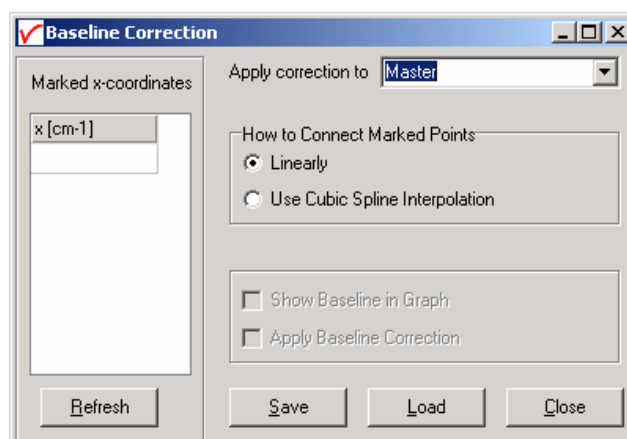 Baseline Correction
Marked x-coordinates
x [cm-1]
Refresh
Apply correction to Master
How to Connect Marked Points
Linearly
Use Cubic Spline Interpolation
Show Baseline in Graph
Apply Baseline Correction
Save Load Close